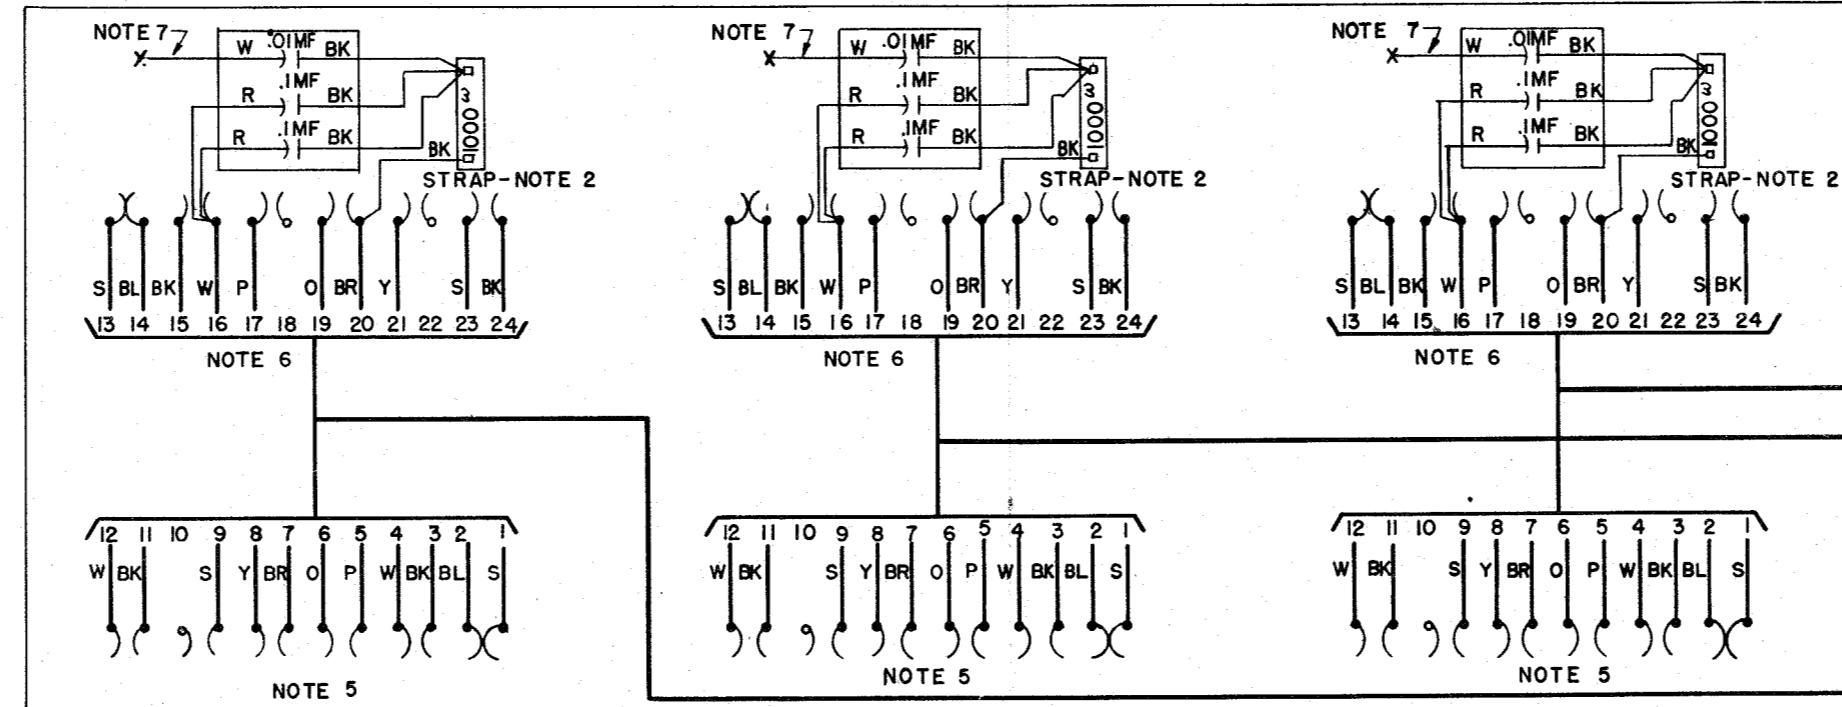 NOTE 7 W .01MF BK
R .1MF BK
R .1MF BK
BK
1000 3
STRAP-NOTE 2
S BL BK W P O BR Y S BK
13 14 15 16 17 18 19 20 21 22 23 24
NOTE 6
12 11 10 9 8 7 6 5 4 3 2 1
W BK S Y BR O P W BK BL S
NOTE 5
NOTE 7 W .01MF BK
R .1MF BK
R .1MF BK
BK
1000 3
STRAP-NOTE 2
S BL BK W P O BR Y S BK
13 14 15 16 17 18 19 20 21 22 23 24
NOTE 6
12 11 10 9 8 7 6 5 4 3 2 1
W BK S Y BR O P W BK BL S
NOTE 5
NOTE 7 W .01MF BK
R .1MF BK
R .1MF BK
BK
1000 3
STRAP-NOTE 2
S BL BK W P O BR Y S BK
13 14 15 16 17 18 19 20 21 22 23 24
NOTE 6
12 11 10 9 8 7 6 5 4 3 2 1
W BK S Y BR O P W BK BL S
NOTE 5